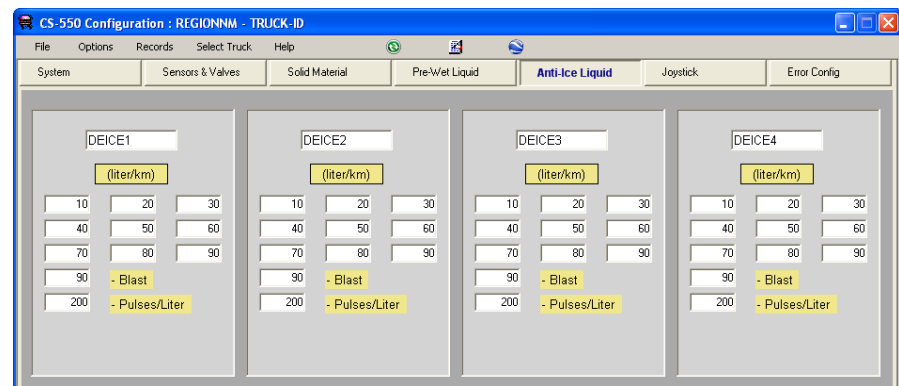 CS-550 Configuration : REGIONNM - TRUCK-ID
File Options Records Select Truck Help
System Sensors & Valves Solid Material Pre-Wet Liquid Anti-Ice Liquid Joystick Error Config
DEICE1 DEICE2 DEICE3 DEICE4
(liter/km) (liter/km) (liter/km) (liter/km)
10 20 30 10 20 30 10 20 30 10 20 30
40 50 60 40 50 60 40 50 60 40 50 60
70 80 90 70 80 90 70 80 90 70 80 90
90 - Blast 90 - Blast 90 - Blast 90 - Blast
200 - Pulses/Liter 200 - Pulses/Liter 200 - Pulses/Liter 200 - Pulses/Liter